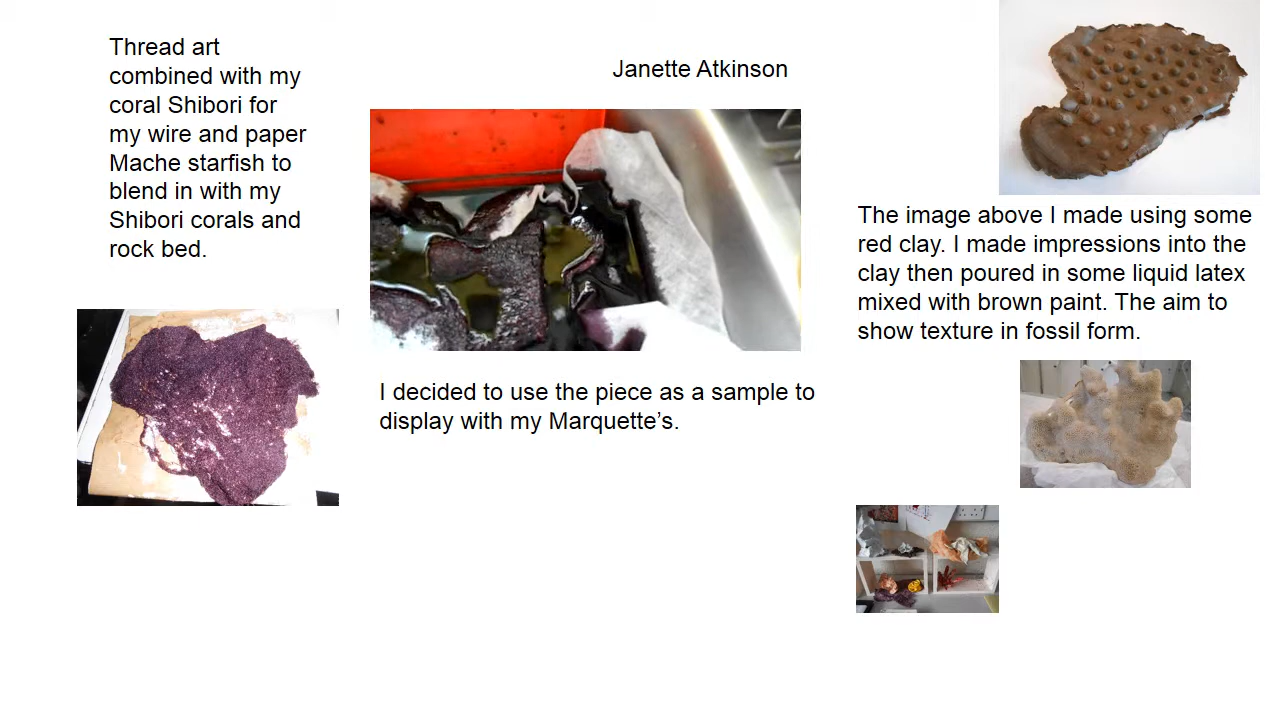 Thread art
combined with my
coral Shibori for
my wire and paper
Mache starfish to
blend in with my
Shibori corals and
rock bed.
Janette Atkinson
I decided to use the piece as a sample to
display with my Marquette’s.
The image above I made using some
red clay. I made impressions into the
clay then poured in some liquid latex
mixed with brown paint. The aim to
show texture in fossil form.